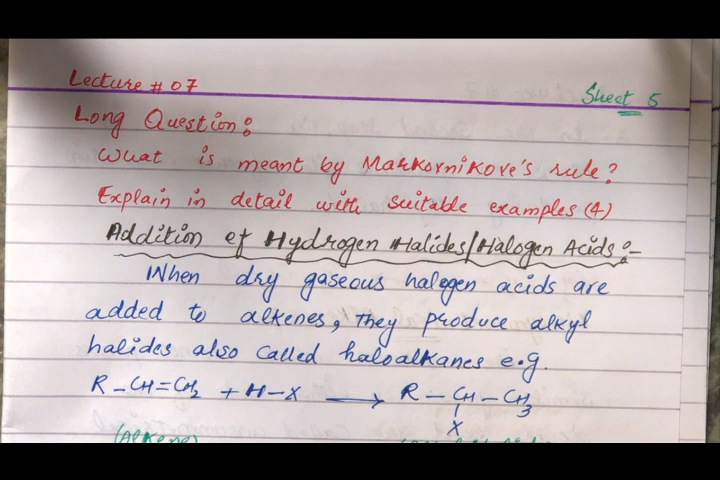 Lecture # 07
Sheet 5
Long Question:
What is meant by Markornikove's rule?
Explain in detail with suitable examples (4)
Addition of Hydrogen Halides/Halogen Acids:-
When dry gaseous halogen acids are
added to alkenes, They produce alkyl
halides also called haloalkanes e.g.
R-CH=CH₂ + H-X → R-CH-CH₃
X
(Alkene)